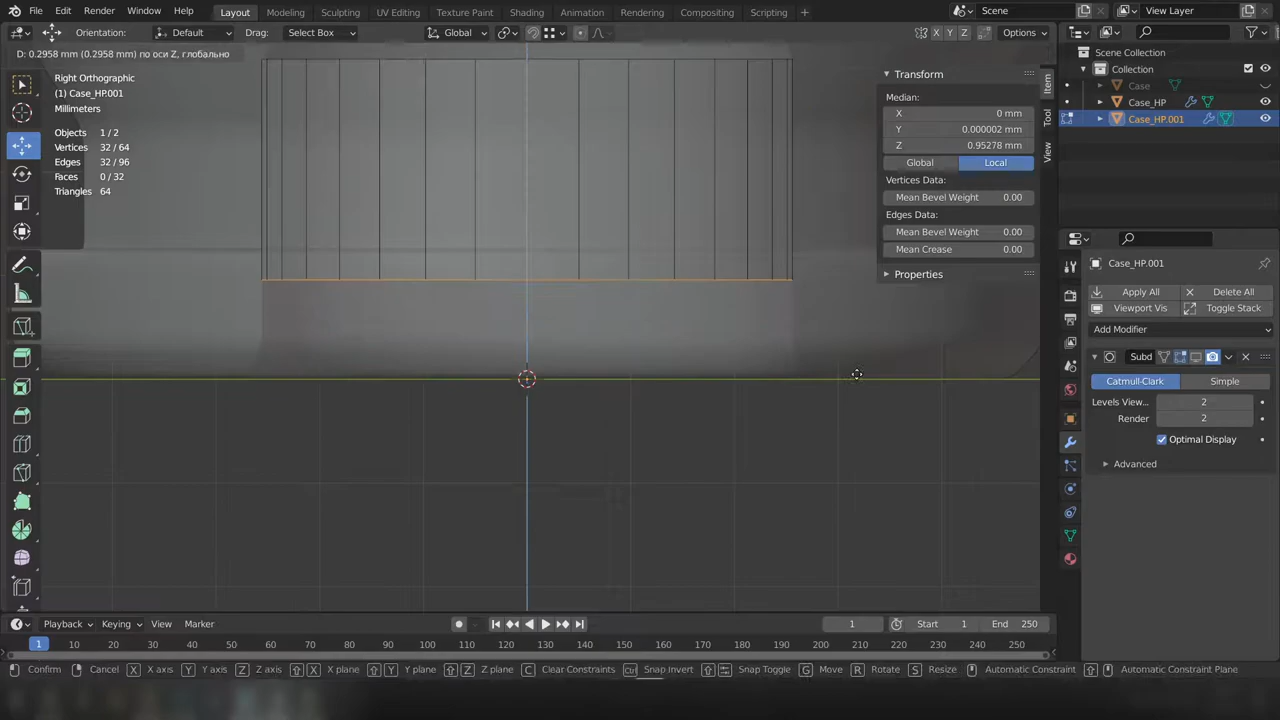 File Edit Render Window Help Layout Modeling Sculpting UV Editing Texture Paint Shading Animation Rendering Compositing Scripting + Scene View Layer
Orientation: Default Drag: Select Box Global X Y Z Options
D: 0.2958 mm (0.2958 mm) по оси Z, глобально
Right Orthographic
(1) Case_HP.001
Millimeters
Objects 1/2
Vertices 32/64
Edges 32/96
Faces 0/32
Triangles 64
Transform
Median:
X 0 mm
Y 0.000002 mm
Z 0.95278 mm
Global Local
Vertices Data:
Mean Bevel Weight 0.00
Edges Data:
Mean Bevel Weight 0.00
Mean Crease 0.00
Properties
Item
Tool
View
Scene Collection
Collection
Case
Case_HP
Case_HP.001
Case_HP.001
Apply All Delete All
Viewport Vis Toggle Stack
Add Modifier
Subd
Catmull-Clark Simple
Levels View... 2
Render 2
Optimal Display
Advanced
Playback Keying View Marker 1 Start 1 End 250
1 10 20 30 40 50 60 70 80 90 100 110 120 130 140 150 160 170 180 190 200 210 220 230 240 250
Confirm Cancel X X axis Y Y axis Z Z axis X X plane Y Y plane Z Z plane C Clear Constraints Ctrl Snap Invert Snap Toggle G Move R Rotate S Resize Automatic Constraint Automatic Constraint Plane